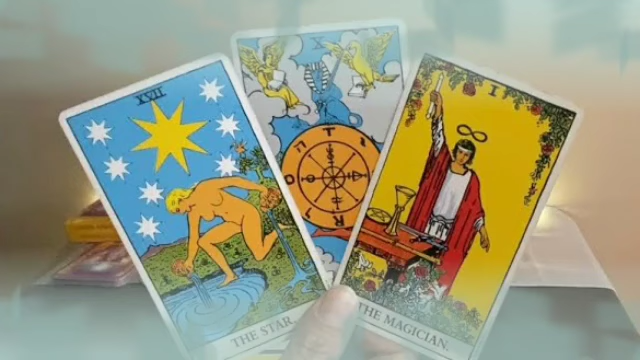 XVII
THE STAR.
X
T
A
R
O
I
THE MAGICIAN.